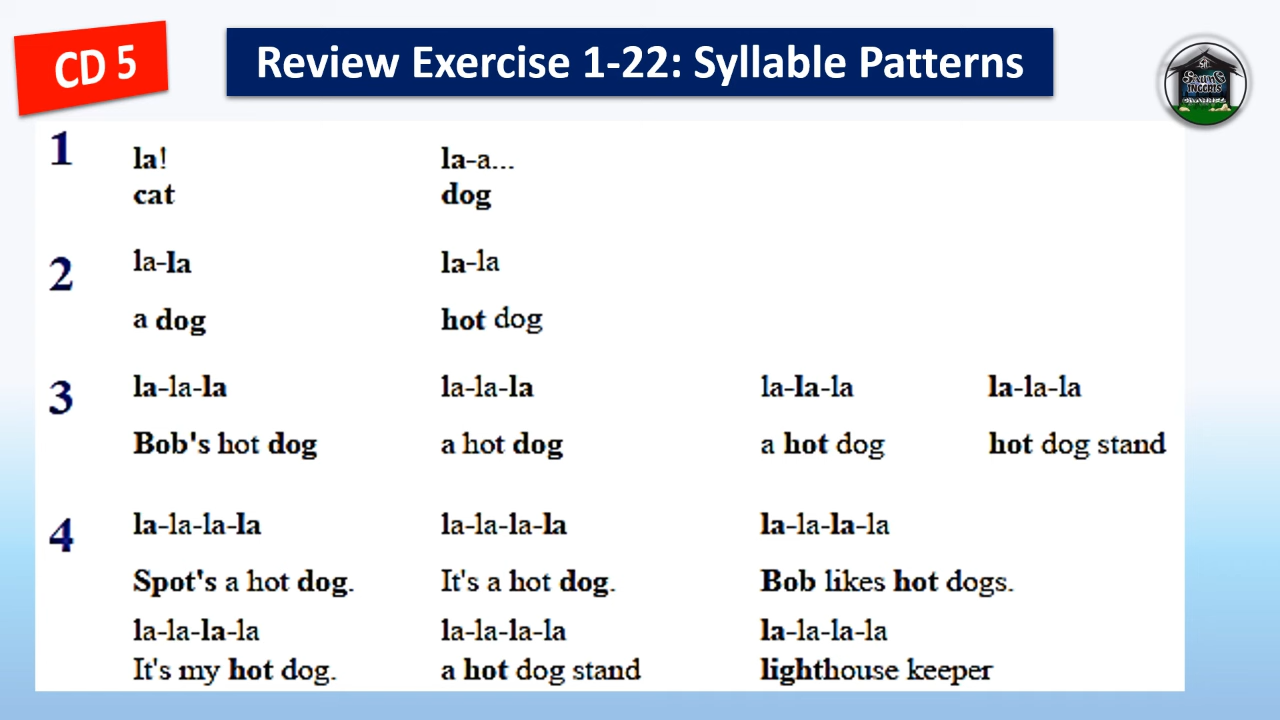 CD 5
Review Exercise 1-22: Syllable Patterns
1
la! la-a...
cat dog
2
la-la la-la
a dog hot dog
3
la-la-la la-la-la la-la-la la-la-la
Bob's hot dog a hot dog a hot dog hot dog stand
4
la-la-la-la la-la-la-la la-la-la-la
Spot's a hot dog. It's a hot dog. Bob likes hot dogs.
la-la-la-la la-la-la-la la-la-la-la
It's my hot dog. a hot dog stand lighthouse keeper
INGGRIS